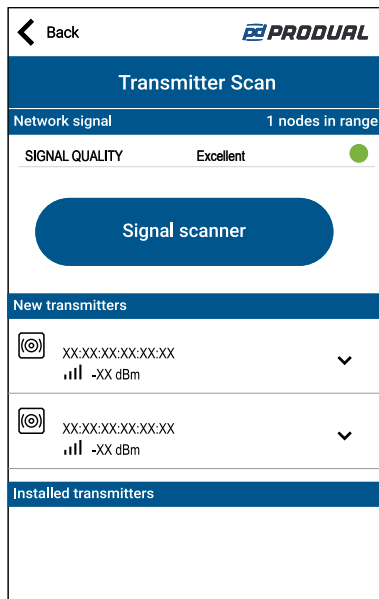 Back
PRODUAL
Transmitter Scan
Network signal 1 nodes in range
SIGNAL QUALITY Excellent
Signal scanner
New transmitters
XX:XX:XX:XX:XX:XX
-XX dBm
XX:XX:XX:XX:XX:XX
-XX dBm
Installed transmitters